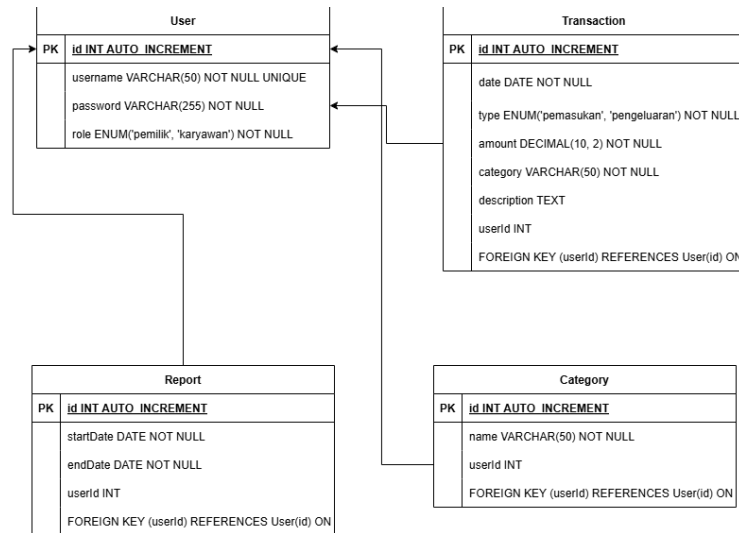 User
PK id INT AUTO_INCREMENT
username VARCHAR(50) NOT NULL UNIQUE
password VARCHAR(255) NOT NULL
role ENUM('pemilik', 'karyawan') NOT NULL
Transaction
PK id INT AUTO_INCREMENT
date DATE NOT NULL
type ENUM('pemasukan', 'pengeluaran') NOT NULL
amount DECIMAL(10, 2) NOT NULL
category VARCHAR(50) NOT NULL
description TEXT
userId INT
FOREIGN KEY (userId) REFERENCES User(id) ON
Report
PK id INT AUTO_INCREMENT
startDate DATE NOT NULL
endDate DATE NOT NULL
userId INT
FOREIGN KEY (userId) REFERENCES User(id) ON
Category
PK id INT AUTO_INCREMENT
name VARCHAR(50) NOT NULL
userId INT
FOREIGN KEY (userId) REFERENCES User(id) ON